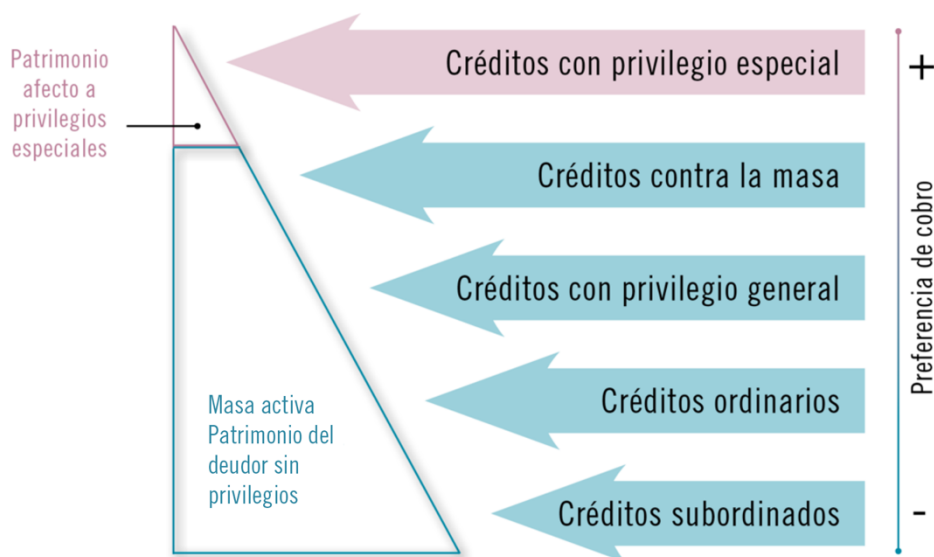 Patrimonio
afecto a
privilegios
especiales
Créditos con privilegio especial
+
Créditos contra la masa
Créditos con privilegio general
Preferencia de cobro
Créditos ordinarios
Masa activa
Patrimonio del
deudor sin
privilegios
Créditos subordinados
-